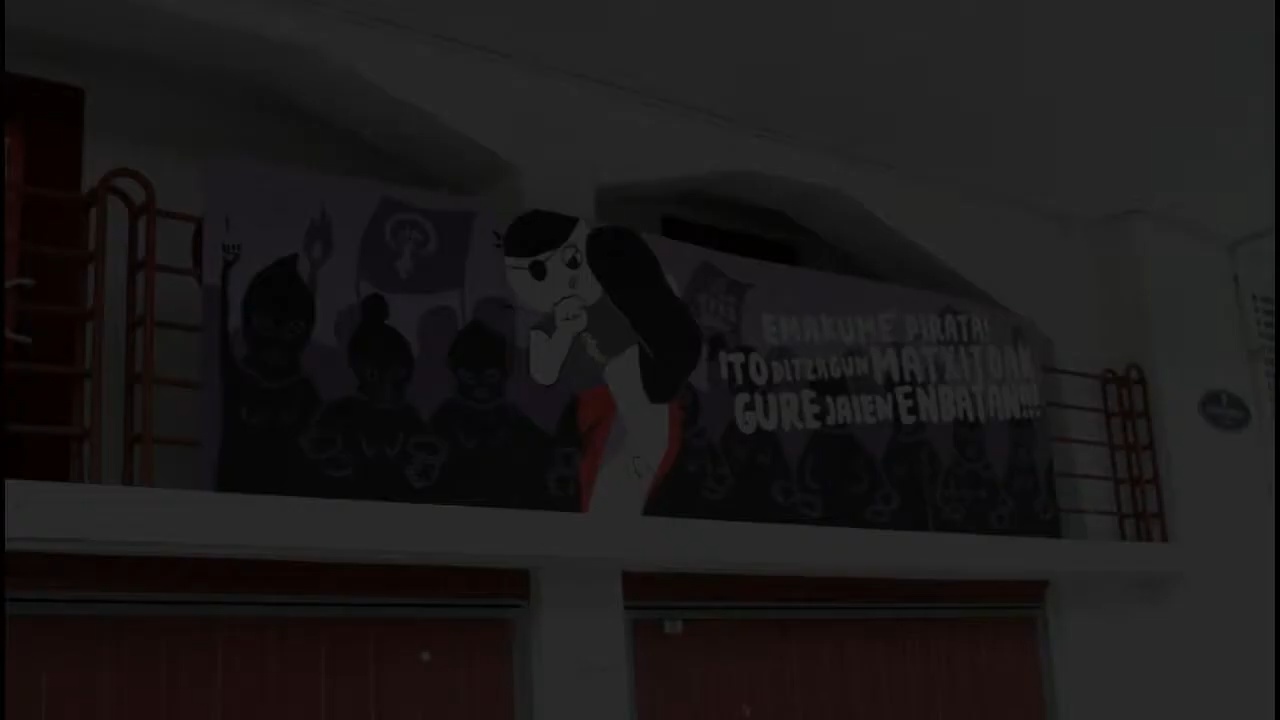 EMAKUME PIRATA!
ITO DITZAGUN MATXITOAK
GURE JAIEN ENBATAN!!!